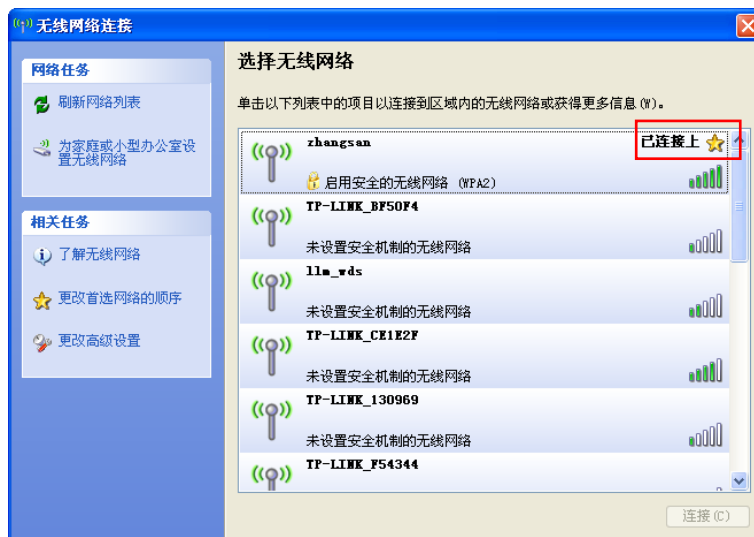 无线网络连接
网络任务
刷新网络列表
为家庭或小型办公室设
置无线网络
相关任务
了解无线网络
更改首选网络的顺序
更改高级设置
选择无线网络
单击以下列表中的项目以连接到区域内的无线网络或获得更多信息(W)。
zhangsan 已连接上
启用安全的无线网络 (WPA2)
TP-LINK_BF50F4
未设置安全机制的无线网络
llm_wds
未设置安全机制的无线网络
TP-LINK_CE1E2F
未设置安全机制的无线网络
TP-LINK_130969
未设置安全机制的无线网络
TP-LINK_F54344
连接(C)